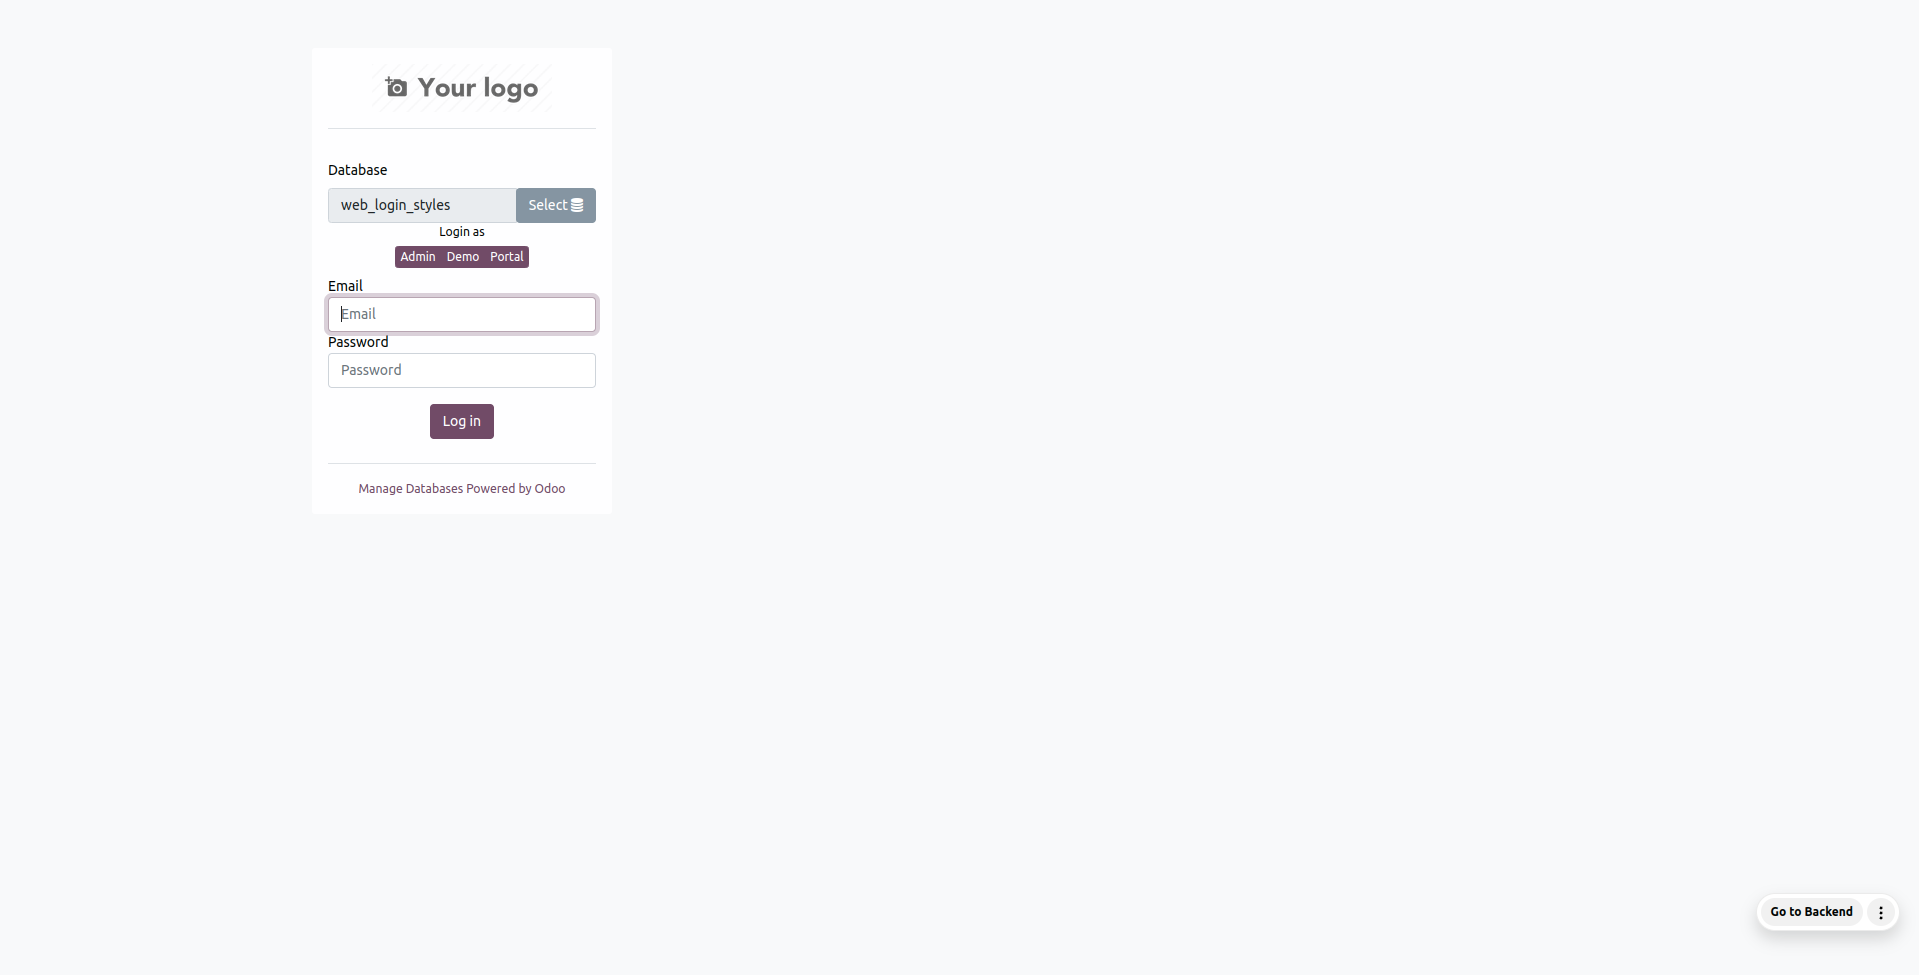 Your logo
Database
web_login_styles Select
Login as
Admin Demo Portal
Email
Email
Password
Password
Log in
Manage Databases Powered by Odoo
Go to Backend